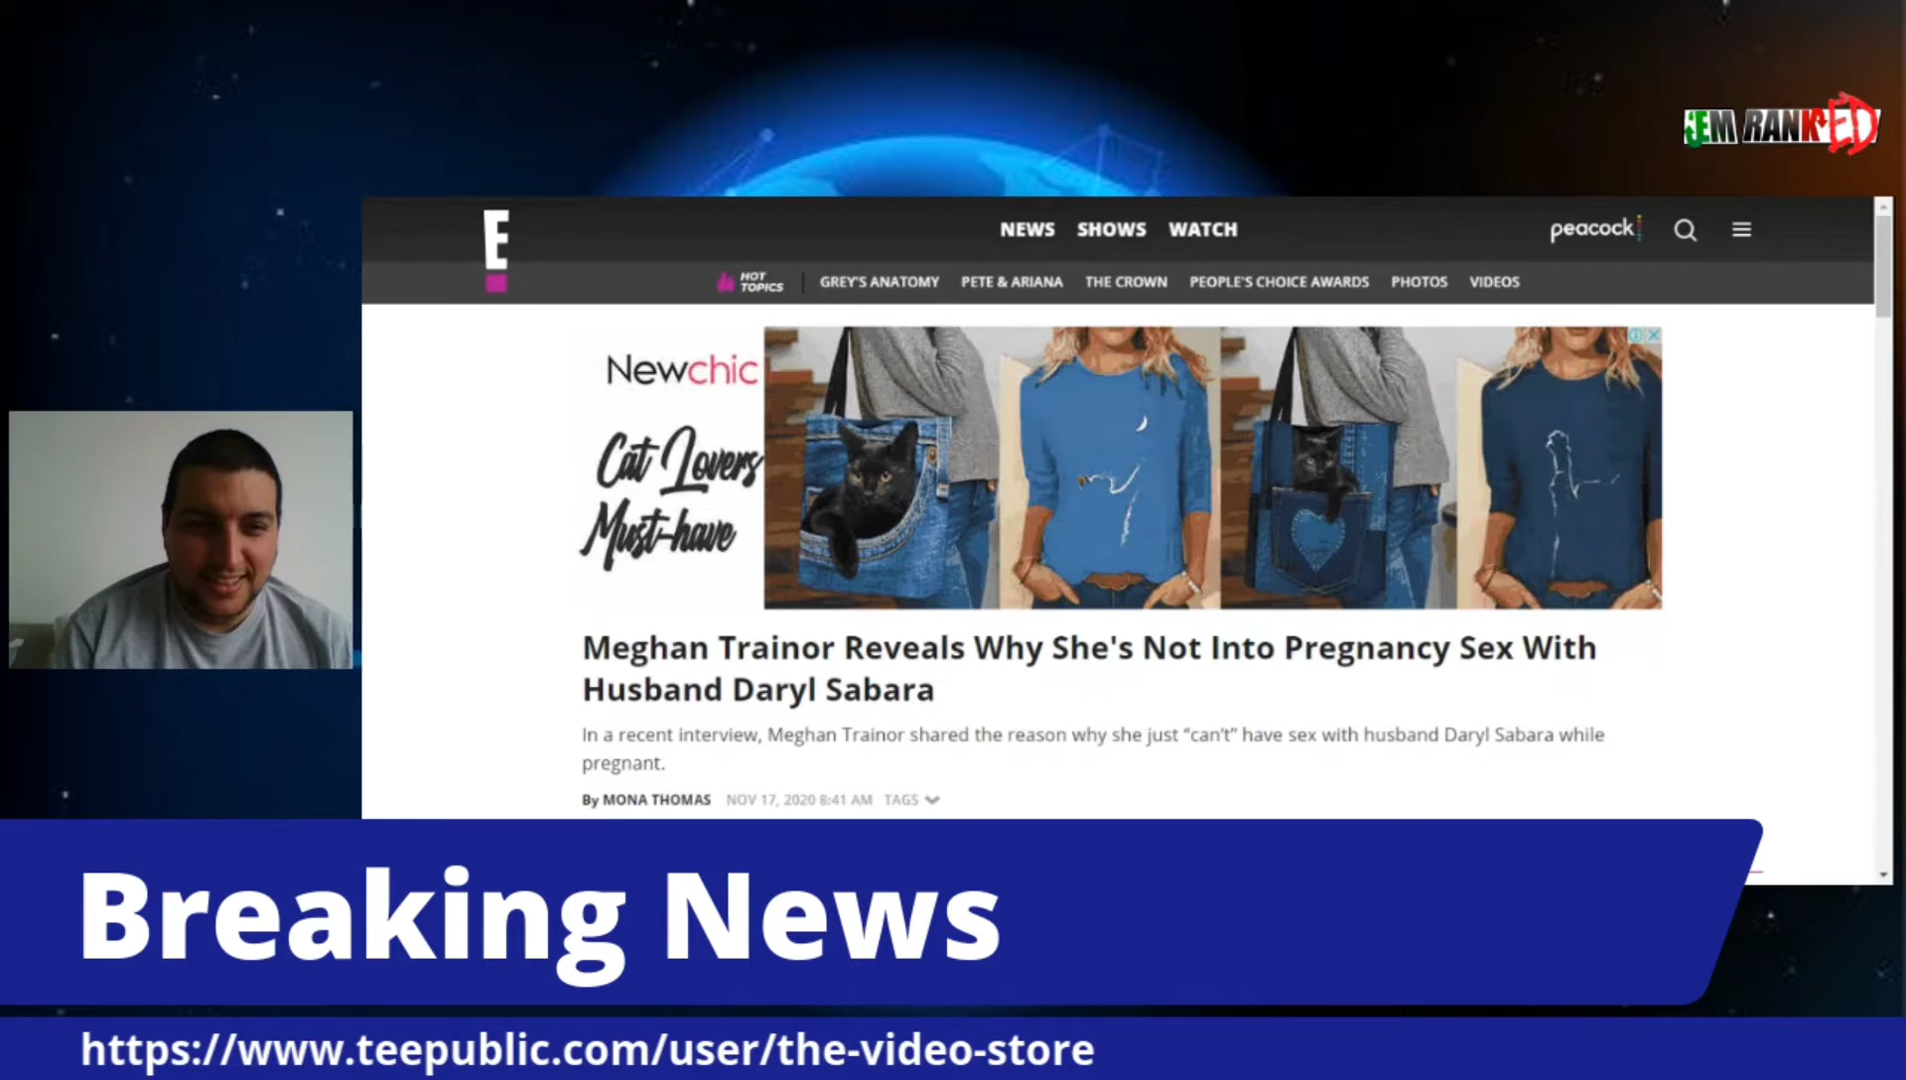 JEM RANKED
E!
NEWS SHOWS WATCH
peacock
HOT TOPICS
GREY'S ANATOMY PETE & ARIANA THE CROWN PEOPLE'S CHOICE AWARDS PHOTOS VIDEOS
Newchic
Cat Lovers
Must-have
Meghan Trainor Reveals Why She's Not Into Pregnancy Sex With
Husband Daryl Sabara
In a recent interview, Meghan Trainor shared the reason why she just “can’t” have sex with husband Daryl Sabara while
pregnant.
By MONA THOMAS NOV 17, 2020 8:41 AM TAGS
Breaking News
https://www.teepublic.com/user/the-video-store